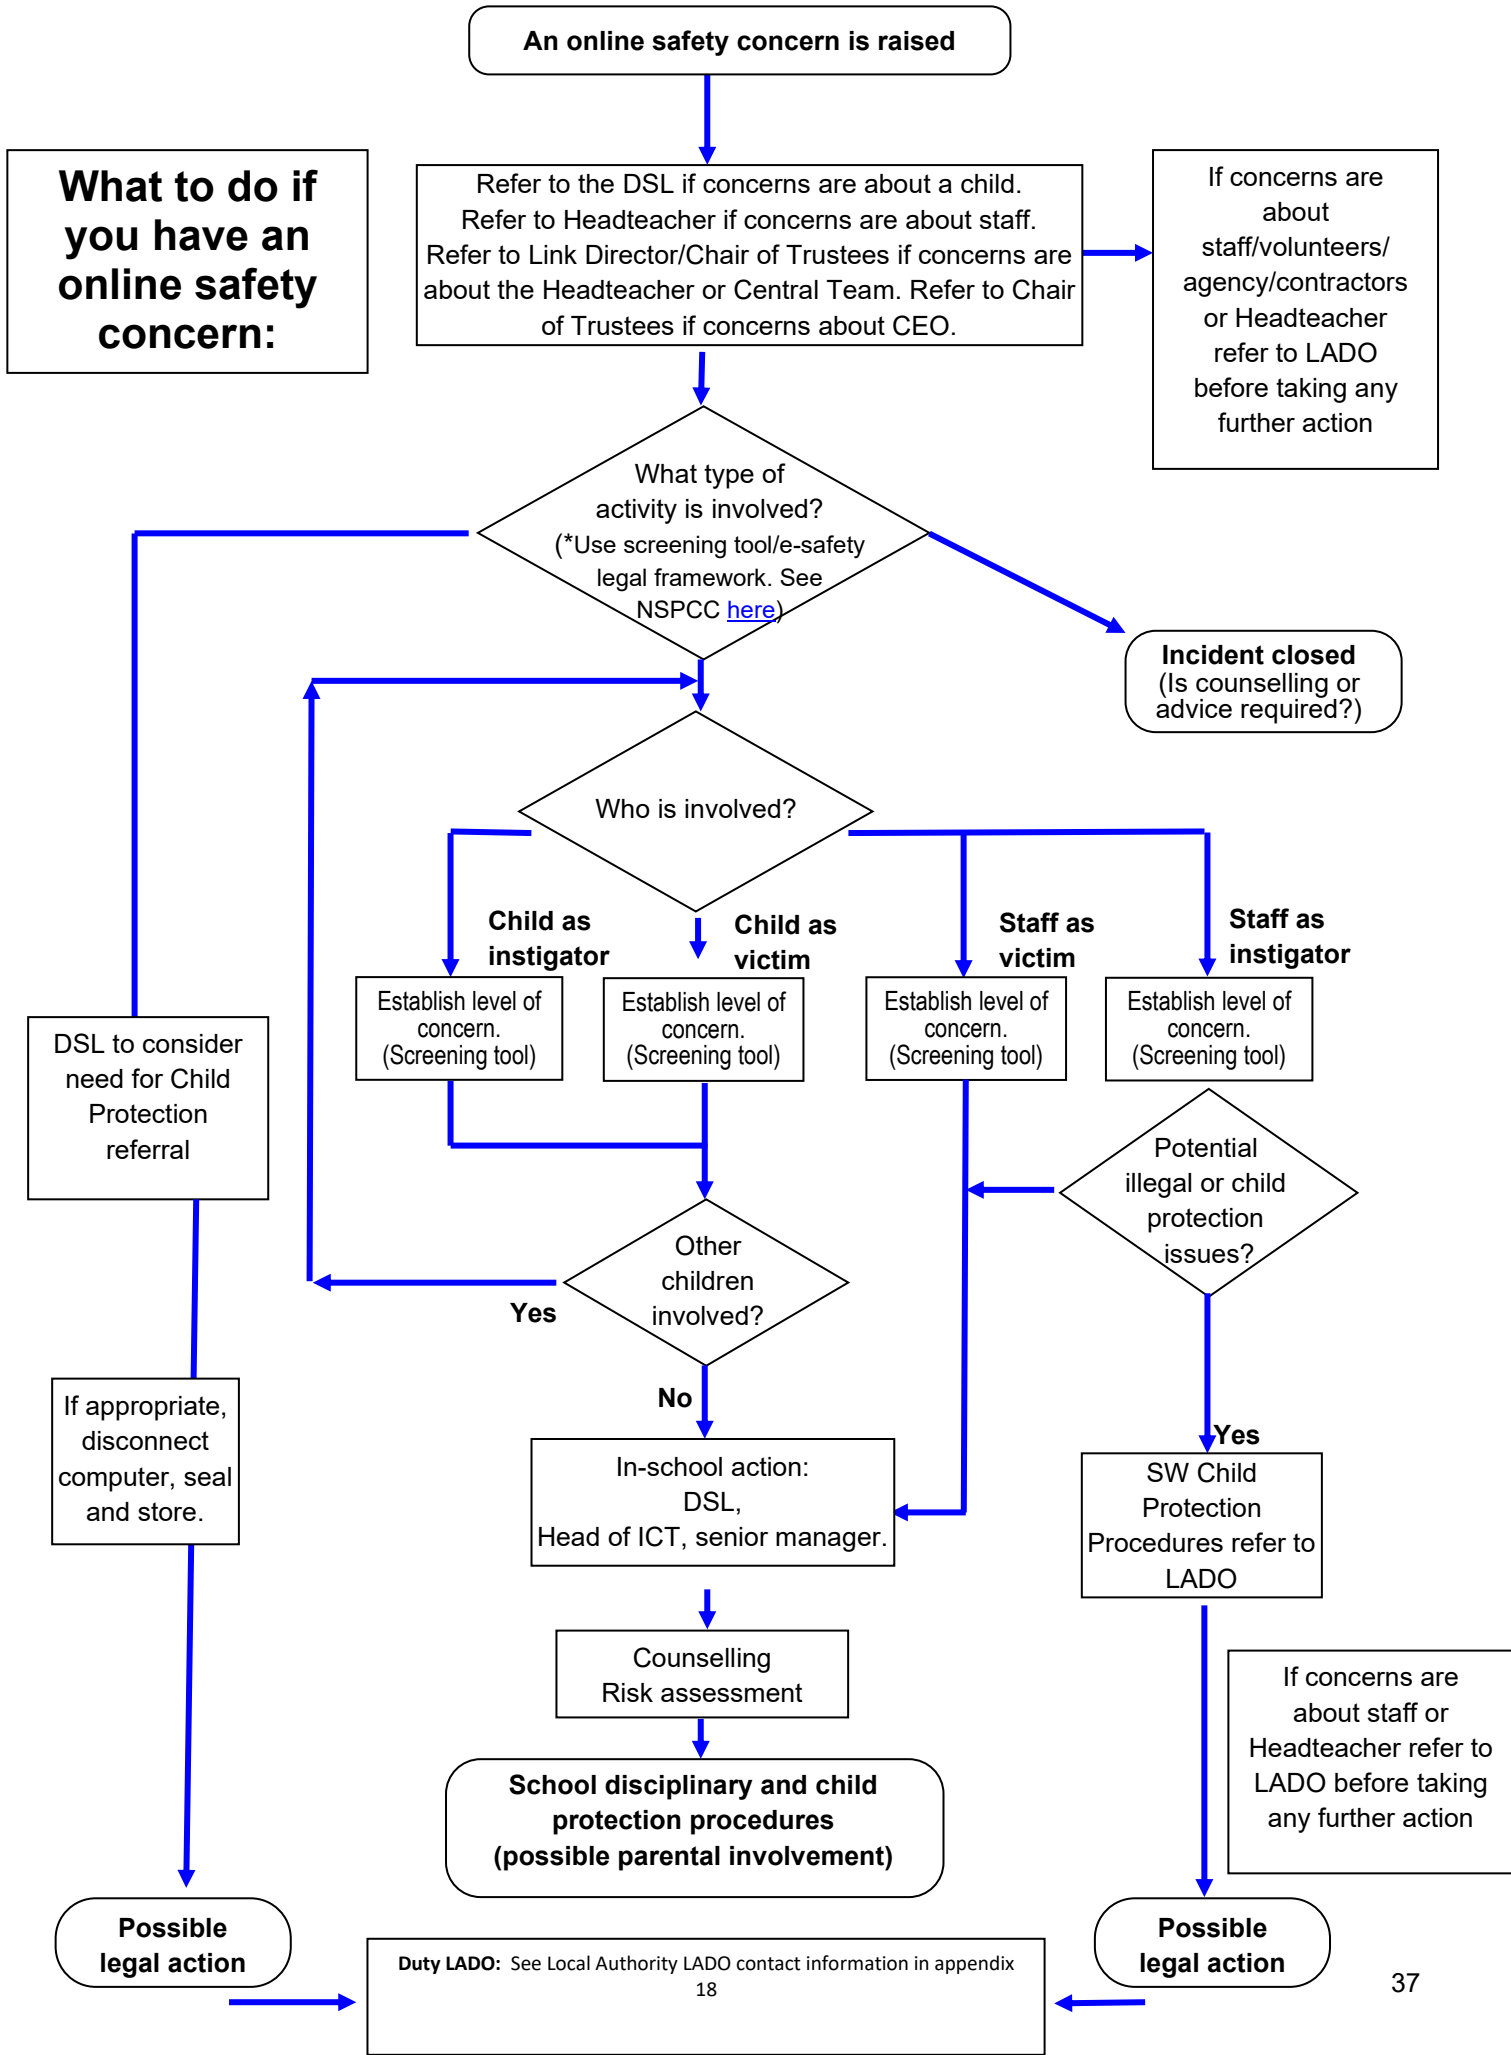 An online safety concern is raised
What to do if
you have an
online safety
concern:
Refer to the DSL if concerns are about a child.
Refer to Headteacher if concerns are about staff.
Refer to Link Director/Chair of Trustees if concerns are
about the Headteacher or Central Team. Refer to Chair
of Trustees if concerns about CEO.
If concerns are
about
staff/volunteers/
agency/contractors
or Headteacher
refer to LADO
before taking any
further action
What type of
activity is involved?
(*Use screening tool/e-safety
legal framework. See
NSPCC here)
Incident closed
(Is counselling or
advice required?)
Who is involved?
Child as
instigator
Child as
victim
Staff as
victim
Staff as
instigator
Establish level of
concern.
(Screening tool)
Establish level of
concern.
(Screening tool)
Establish level of
concern.
(Screening tool)
Establish level of
concern.
(Screening tool)
DSL to consider
need for Child
Protection
referral
Potential
illegal or child
protection
issues?
Other
children
involved?
Yes
No
If appropriate,
disconnect
computer, seal
and store.
In-school action:
DSL,
Head of ICT, senior manager.
Yes
SW Child
Protection
Procedures refer to
LADO
Counselling
Risk assessment
If concerns are
about staff or
Headteacher refer to
LADO before taking
any further action
School disciplinary and child
protection procedures
(possible parental involvement)
Possible
legal action
Possible
legal action
Duty LADO: See Local Authority LADO contact information in appendix
18
37